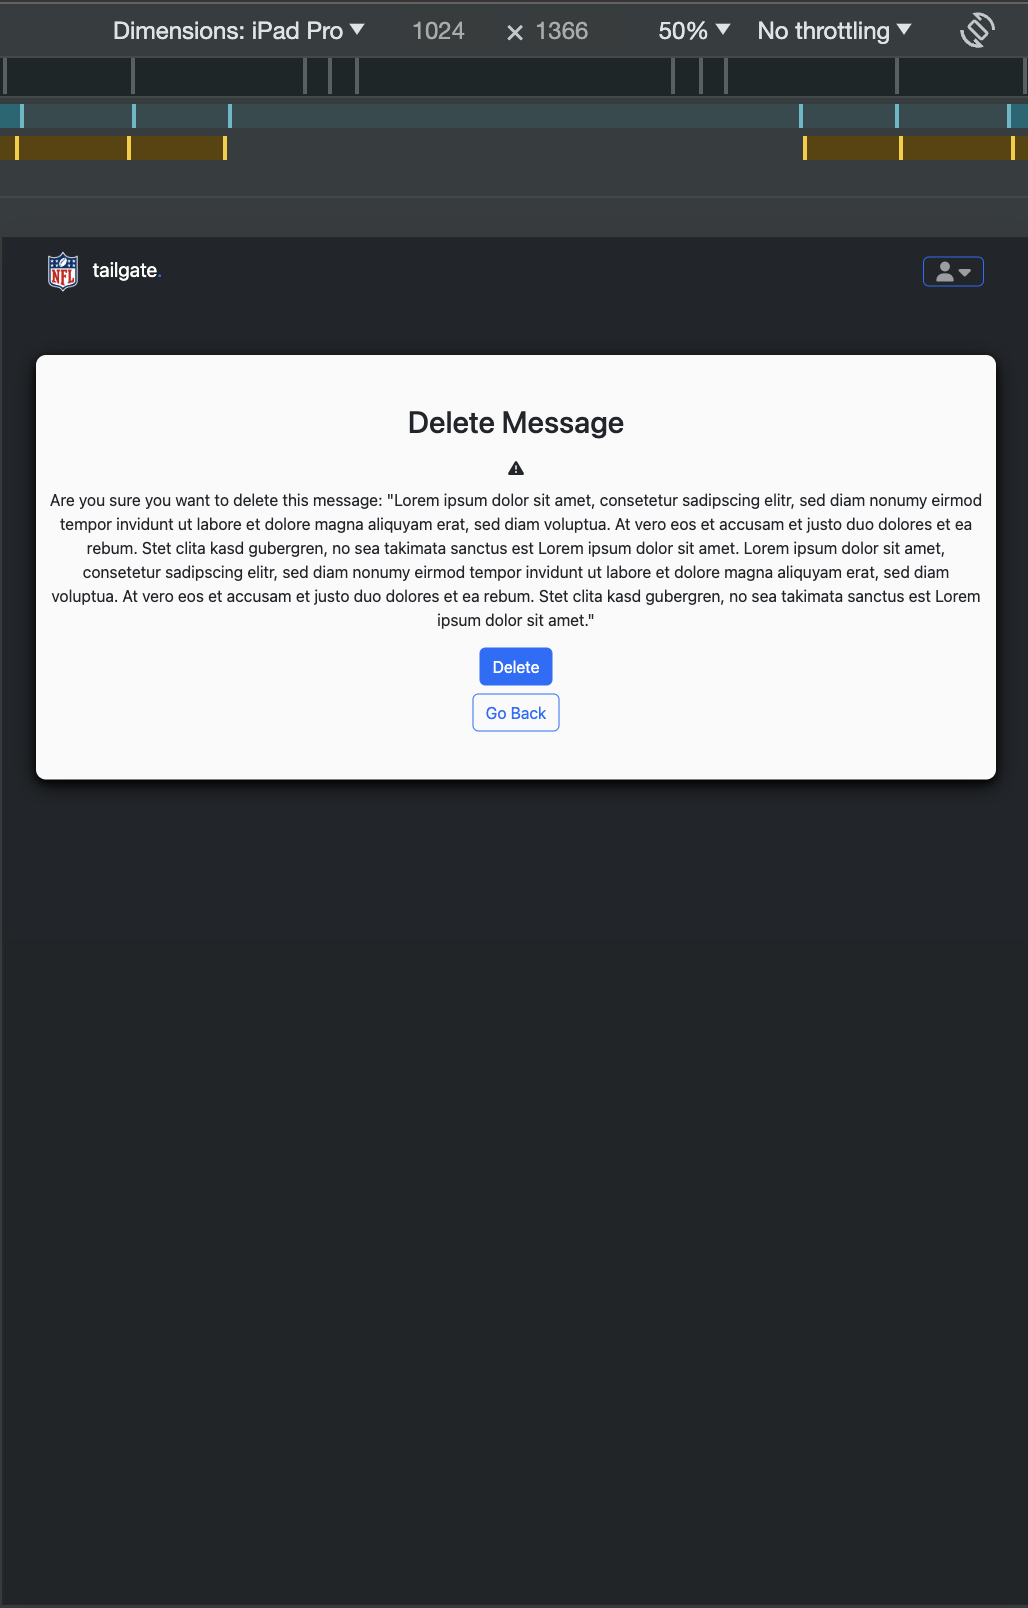 Dimensions: iPad Pro 1024 × 1366 50% No throttling
NFL tailgate.
Delete Message
Are you sure you want to delete this message: "Lorem ipsum dolor sit amet, consetetur sadipscing elitr, sed diam nonumy eirmod
tempor invidunt ut labore et dolore magna aliquyam erat, sed diam voluptua. At vero eos et accusam et justo duo dolores et ea
rebum. Stet clita kasd gubergren, no sea takimata sanctus est Lorem ipsum dolor sit amet. Lorem ipsum dolor sit amet,
consetetur sadipscing elitr, sed diam nonumy eirmod tempor invidunt ut labore et dolore magna aliquyam erat, sed diam
voluptua. At vero eos et accusam et justo duo dolores et ea rebum. Stet clita kasd gubergren, no sea takimata sanctus est Lorem
ipsum dolor sit amet."
Delete
Go Back